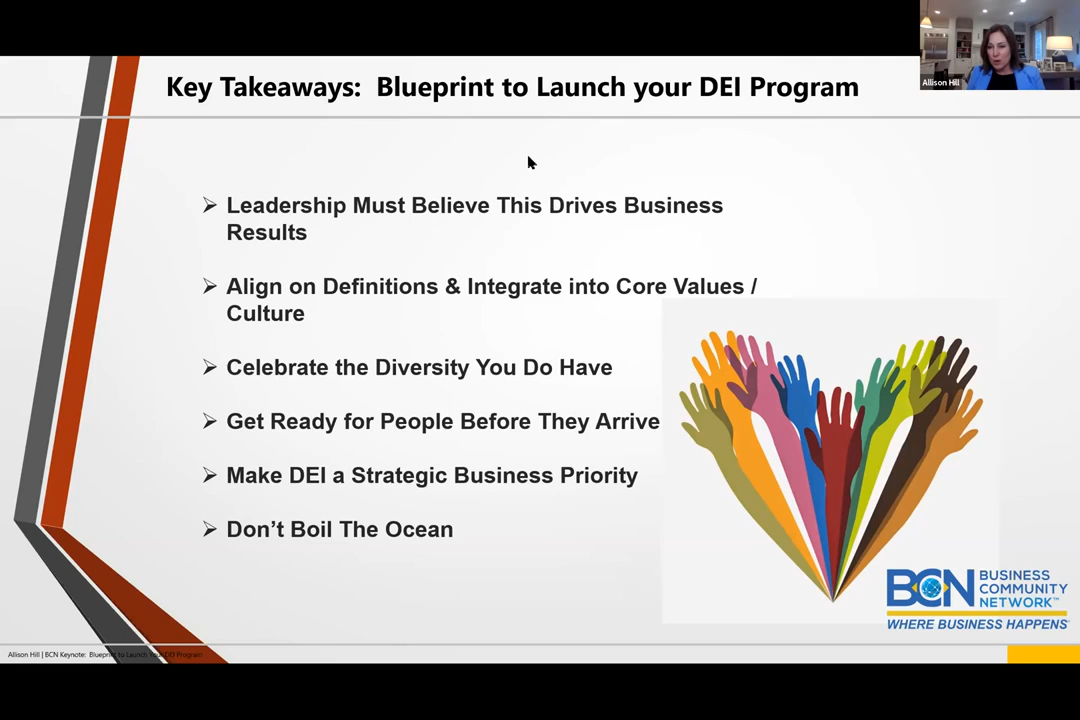 Allison Hill
Key Takeaways: Blueprint to Launch your DEI Program
➢ Leadership Must Believe This Drives Business
Results
➢ Align on Definitions & Integrate into Core Values /
Culture
➢ Celebrate the Diversity You Do Have
➢ Get Ready for People Before They Arrive
➢ Make DEI a Strategic Business Priority
➢ Don’t Boil The Ocean
BCN
BUSINESS
COMMUNITY
NETWORK™
WHERE BUSINESS HAPPENS™
Allison Hill | BCN Keynote: Blueprint to Launch Your DEI Program